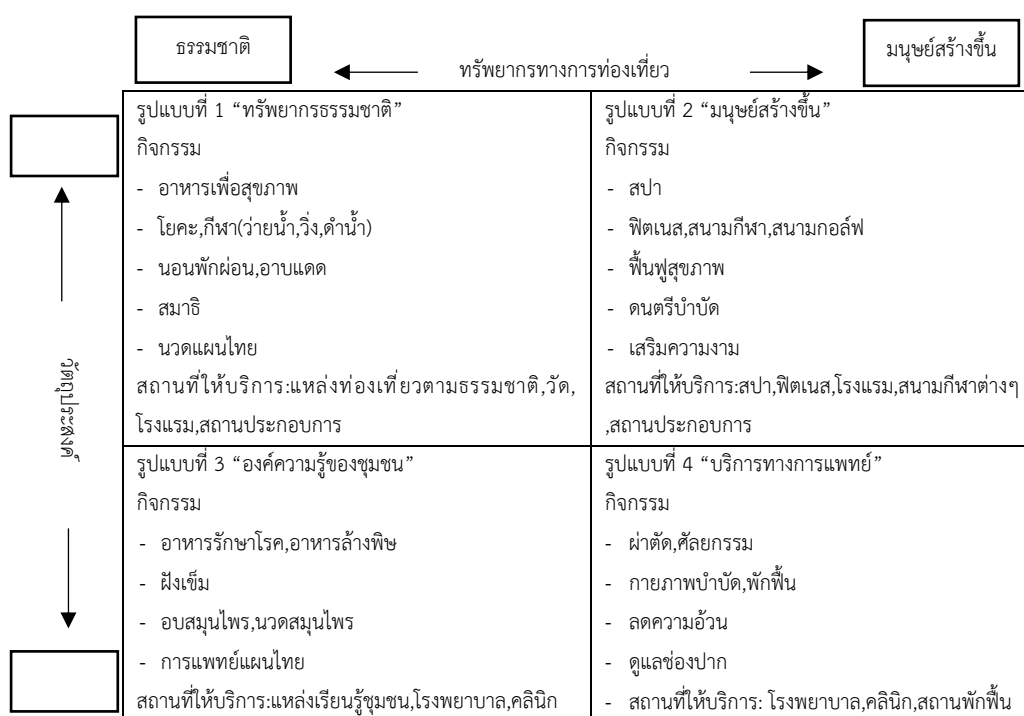 ธรรมชาติ
มนุษย์สร้างขึ้น
ทรัพยากรทางการท่องเที่ยว
วัตถุประสงค์
รูปแบบที่ 1 “ทรัพยากรธรรมชาติ”
กิจกรรม
- อาหารเพื่อสุขภาพ
- โยคะ,กีฬา(ว่ายน้ำ,วิ่ง,ดำน้ำ)
- นอนพักผ่อน,อาบแดด
- สมาธิ
- นวดแผนไทย
สถานที่ให้บริการ:แหล่งท่องเที่ยวตามธรรมชาติ,วัด,
โรงแรม,สถานประกอบการ
รูปแบบที่ 2 “มนุษย์สร้างขึ้น”
กิจกรรม
- สปา
- ฟิตเนส,สนามกีฬา,สนามกอล์ฟ
- ฟื้นฟูสุขภาพ
- ดนตรีบำบัด
- เสริมความงาม
สถานที่ให้บริการ:สปา,ฟิตเนส,โรงแรม,สนามกีฬาต่างๆ
,สถานประกอบการ
รูปแบบที่ 3 “องค์ความรู้ของชุมชน”
กิจกรรม
- อาหารรักษาโรค,อาหารล้างพิษ
- ฝังเข็ม
- อบสมุนไพร,นวดสมุนไพร
- การแพทย์แผนไทย
สถานที่ให้บริการ:แหล่งเรียนรู้ชุมชน,โรงพยาบาล,คลินิก
รูปแบบที่ 4 “บริการทางการแพทย์”
กิจกรรม
- ผ่าตัด,ศัลยกรรม
- กายภาพบำบัด,พักฟื้น
- ลดความอ้วน
- ดูแลช่องปาก
- สถานที่ให้บริการ: โรงพยาบาล,คลินิก,สถานพักฟื้น